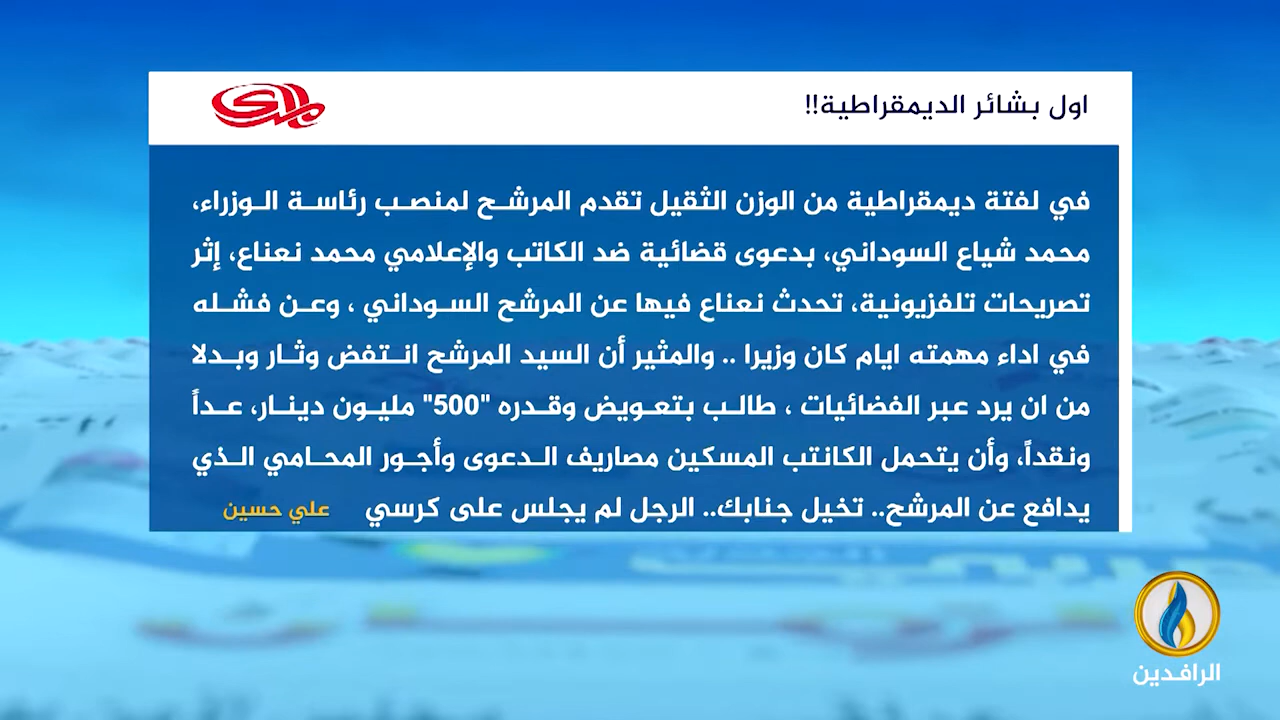 اول بشائر الديمقراطية!!
المدى
في لفتة ديمقراطية من الوزن الثقيل تقدم المرشح لمنصب رئاسة الوزراء،
محمد شياع السوداني، بدعوى قضائية ضد الكاتب والإعلامي محمد نعناع، إثر
تصريحات تلفزيونية، تحدث نعناع فيها عن المرشح السوداني ، وعن فشله
في اداء مهمته ايام كان وزيرا .. والمثير أن السيد المرشح انتفض وثار وبدلا
من ان يرد عبر الفضائيات ، طالب بتعويض وقدره "500" مليون دينار، عداً
ونقداً، وأن يتحمل الكانتب المسكين مصاريف الدعوى وأجور المحامي الذي
يدافع عن المرشح.. تخيل جنابك.. الرجل لم يجلس على كرسي
علي حسين
الرافدين